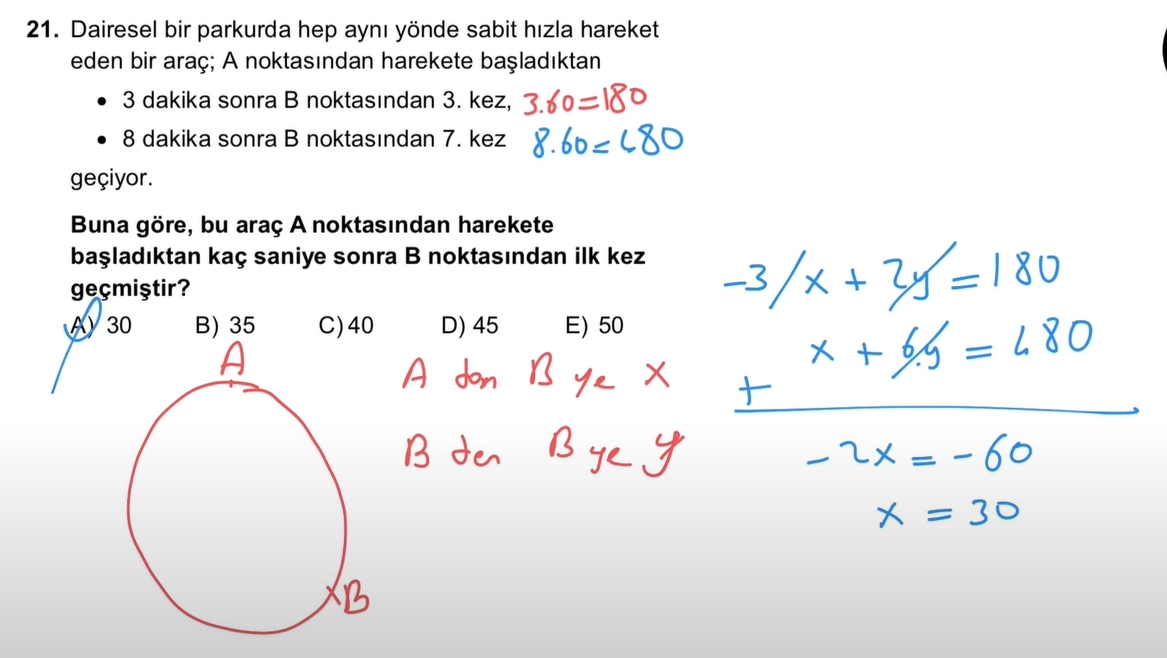 21. Dairesel bir parkurda hep aynı yönde sabit hızla hareket
eden bir araç; A noktasından harekete başladıktan
• 3 dakika sonra B noktasından 3. kez, 3.60=180
• 8 dakika sonra B noktasından 7. kez 8.60=480
geçiyor.
Buna göre, bu araç A noktasından harekete
başladıktan kaç saniye sonra B noktasından ilk kez
geçmiştir?
A) 30 B) 35 C) 40 D) 45 E) 50
A
B
A dan B ye x
B den B ye y
-3/ x + 2y = 180
x + 6y = 480
+
-2x = -60
x = 30